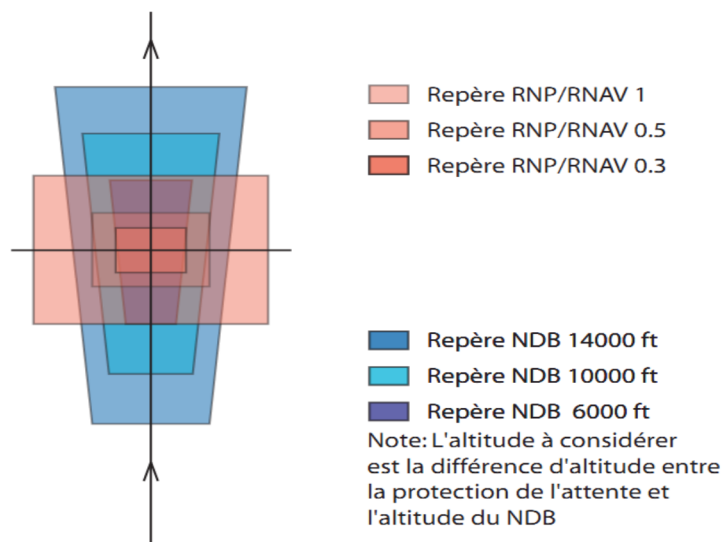 Repère RNP/RNAV 1
Repère RNP/RNAV 0.5
Repère RNP/RNAV 0.3
Repère NDB 14000 ft
Repère NDB 10000 ft
Repère NDB 6000 ft
Note: L'altitude à considérer
est la différence d'altitude entre
la protection de l'attente et
l'altitude du NDB